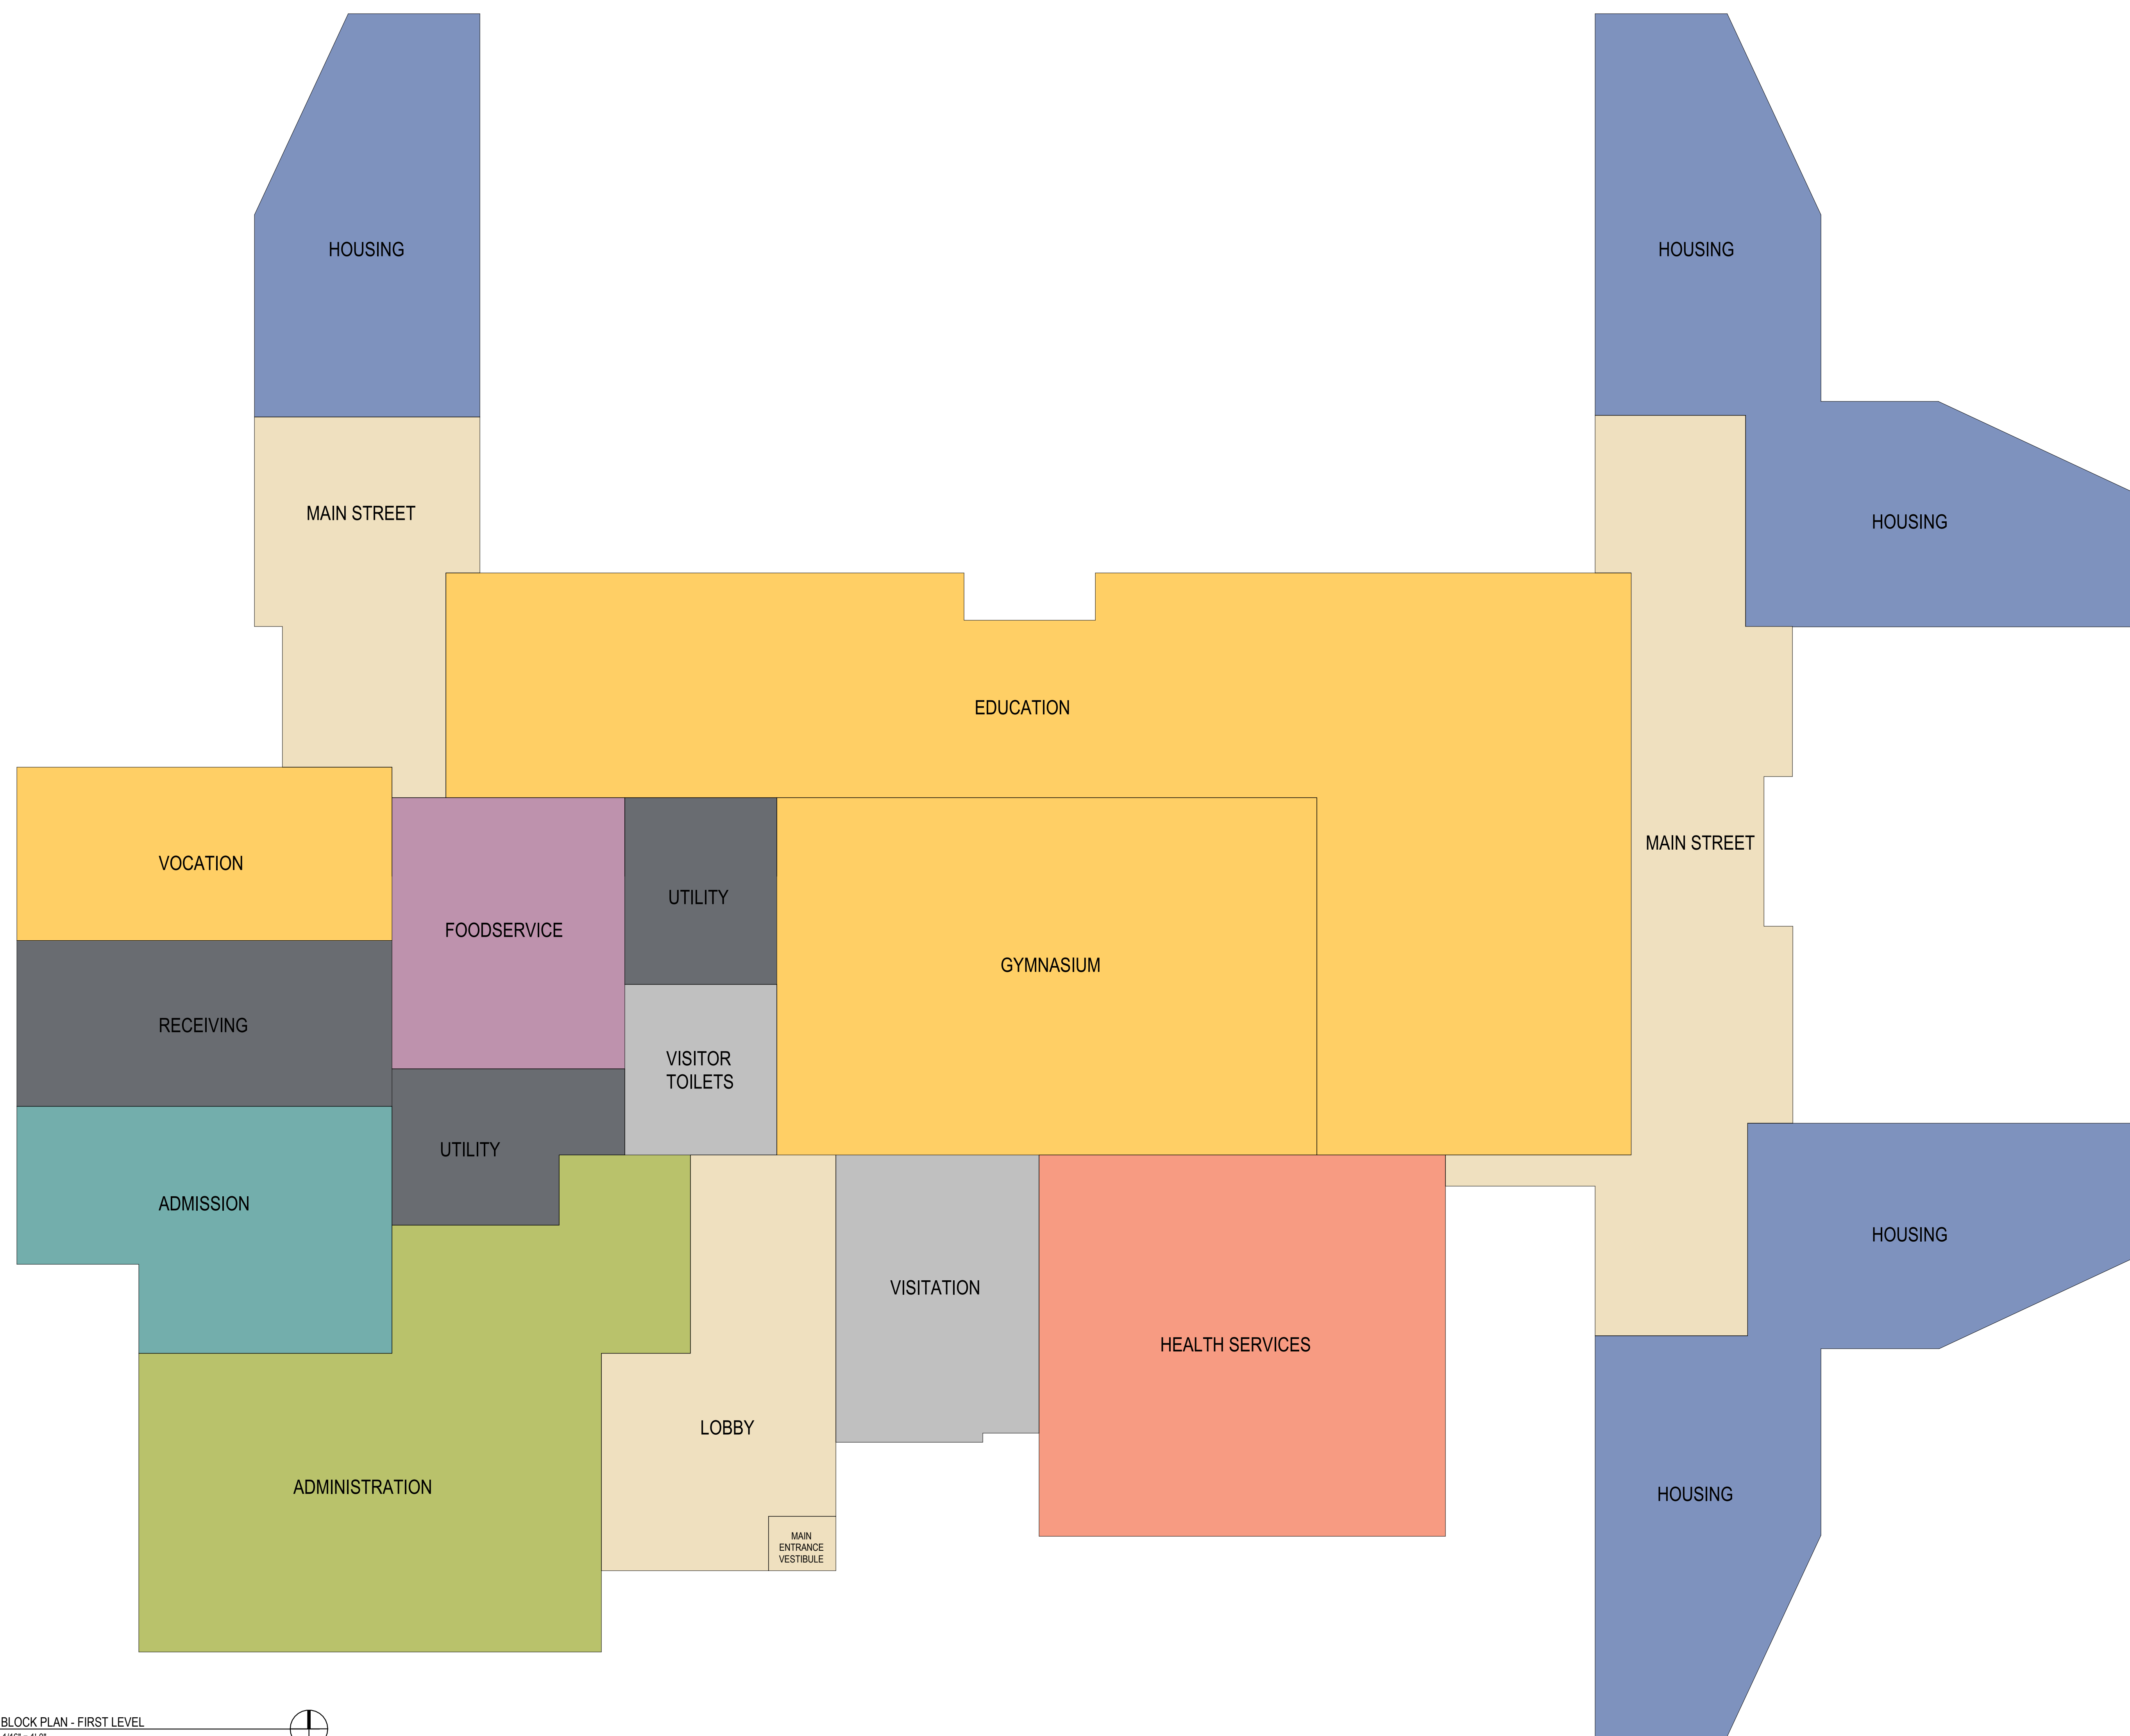 HOUSING
HOUSING
MAIN STREET
HOUSING
EDUCATION
MAIN STREET
VOCATION
UTILITY
FOODSERVICE
GYMNASIUM
RECEIVING
VISITOR
TOILETS
UTILITY
ADMISSION
HOUSING
VISITATION
HEALTH SERVICES
LOBBY
ADMINISTRATION
HOUSING
MAIN
ENTRANCE
VESTIBULE
BLOCK PLAN - FIRST LEVEL